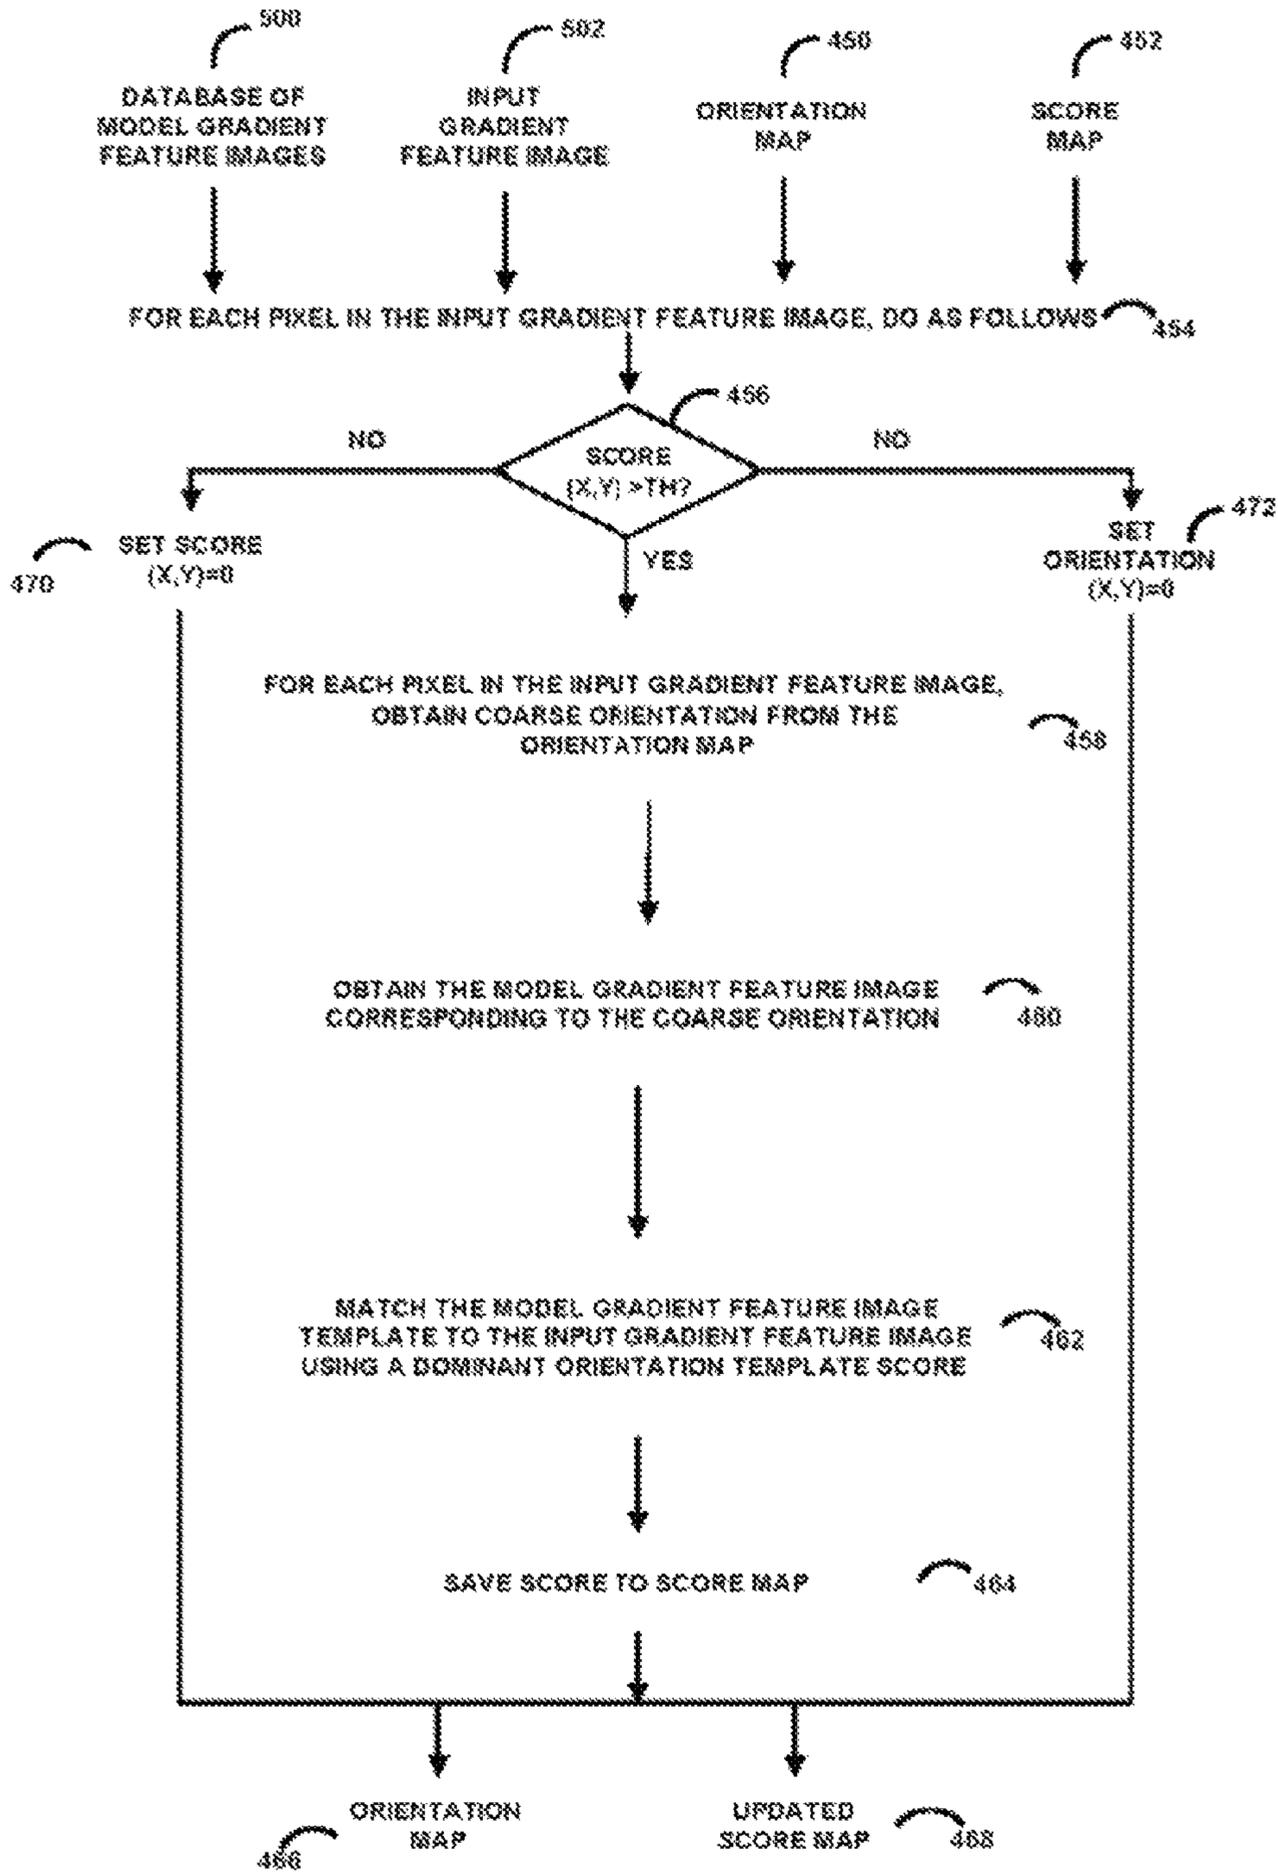 500
502
450
452
DATABASE OF
MODEL GRADIENT
FEATURE IMAGES
INPUT
GRADIENT
FEATURE IMAGE
ORIENTATION
MAP
SCORE
MAP
FOR EACH PIXEL IN THE INPUT GRADIENT FEATURE IMAGE, DO AS FOLLOWS
454
456
NO
NO
SCORE
(X,Y) >TH?
YES
470
SET SCORE
(X,Y)=0
472
SET
ORIENTATION
(X,Y)=0
FOR EACH PIXEL IN THE INPUT GRADIENT FEATURE IMAGE,
OBTAIN COARSE ORIENTATION FROM THE
ORIENTATION MAP
458
OBTAIN THE MODEL GRADIENT FEATURE IMAGE
CORRESPONDING TO THE COARSE ORIENTATION
460
MATCH THE MODEL GRADIENT FEATURE IMAGE
TEMPLATE TO THE INPUT GRADIENT FEATURE IMAGE
USING A DOMINANT ORIENTATION TEMPLATE SCORE
462
SAVE SCORE TO SCORE MAP
464
ORIENTATION
MAP
466
UPDATED
SCORE MAP
468